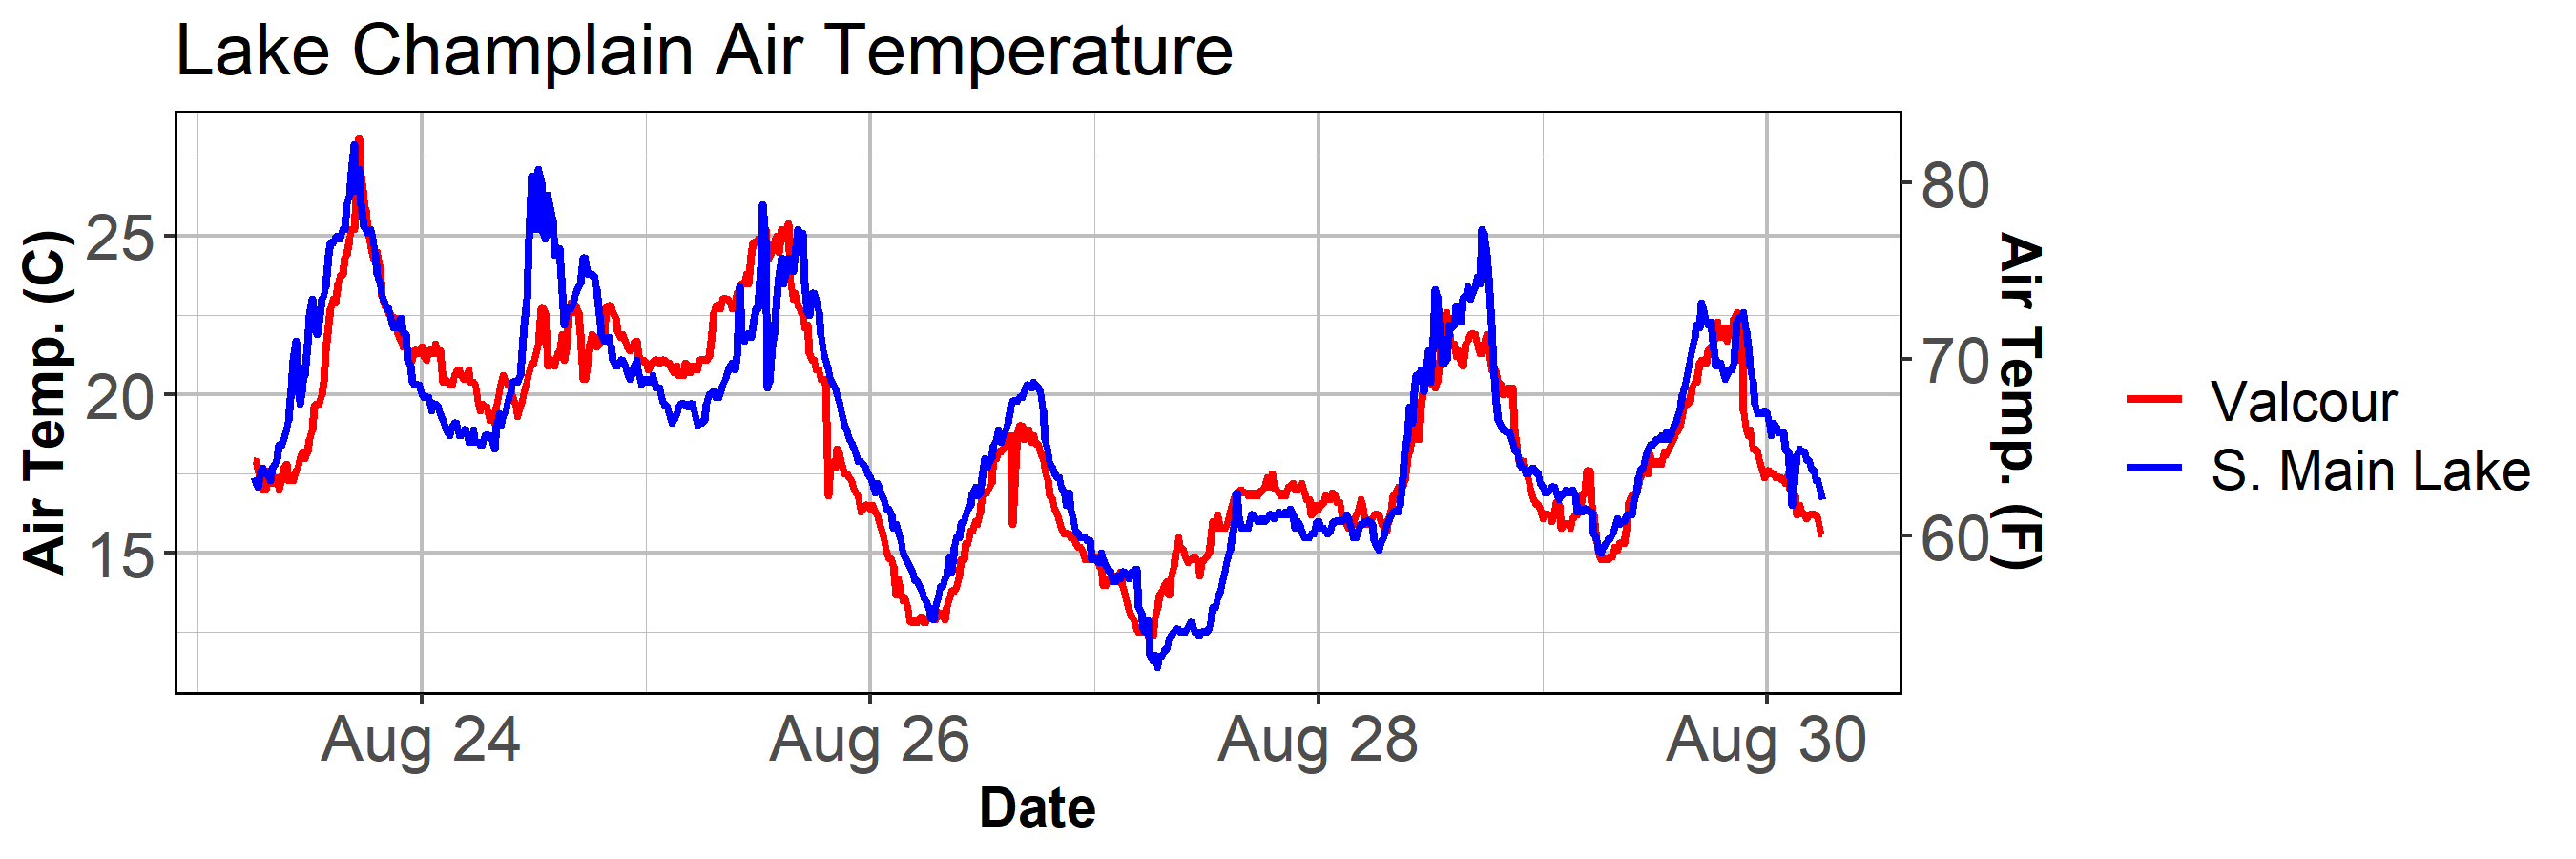 Lake Champlain Air Temperature
Air Temp. (C)
25
20
15
80
70
60
Air Temp. (F)
Valcour
S. Main Lake
Aug 24
Aug 26
Aug 28
Aug 30
Date